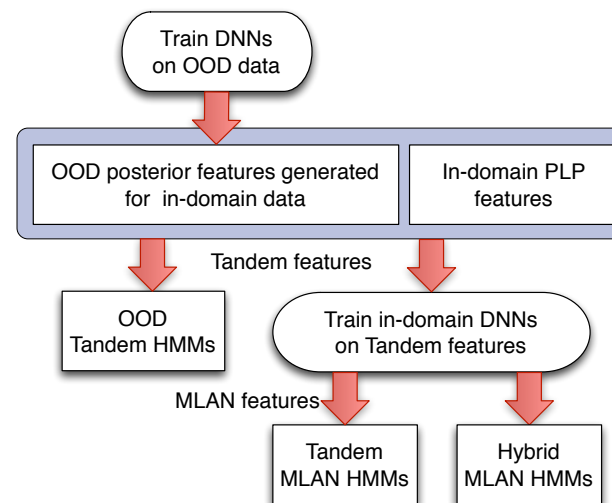 Train DNNs
on OOD data
OOD posterior features generated
for in-domain data
In-domain PLP
features
Tandem features
OOD
Tandem HMMs
Train in-domain DNNs
on Tandem features
MLAN features
Tandem
MLAN HMMs
Hybrid
MLAN HMMs